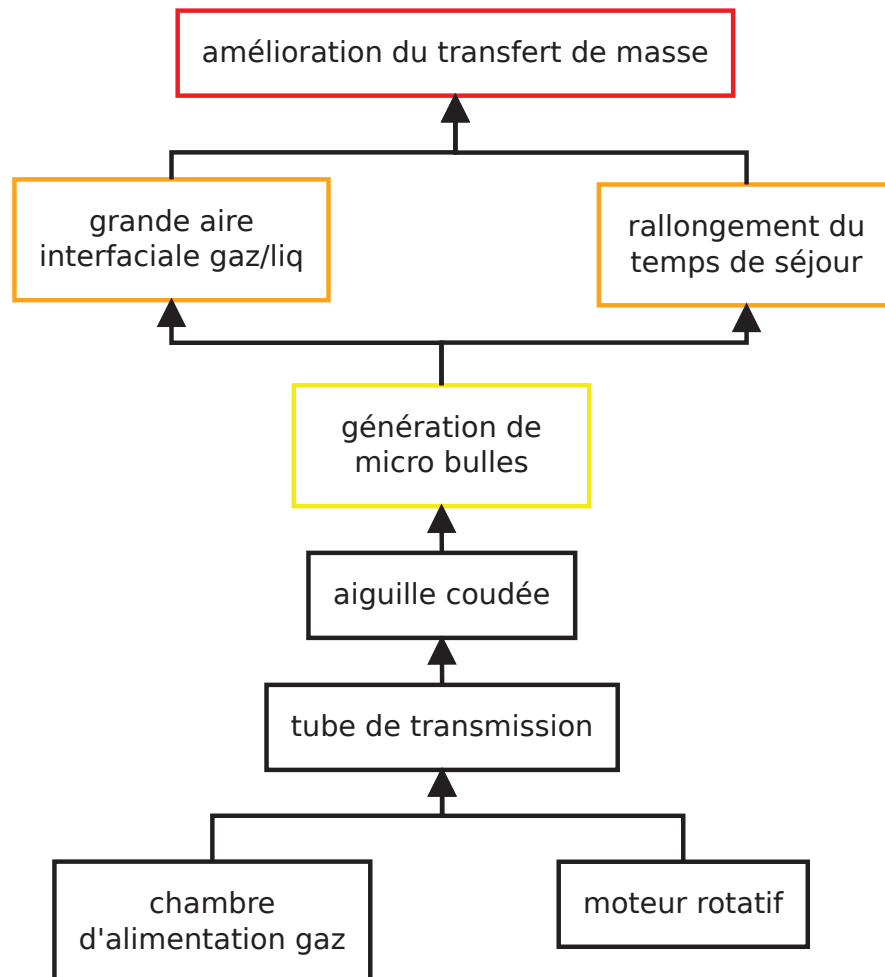 amélioration du transfert de masse
grande aire
interfaciale gaz/liq
rallongement du
temps de séjour
génération de
micro bulles
aiguille coudée
tube de transmission
chambre
d'alimentation gaz
moteur rotatif